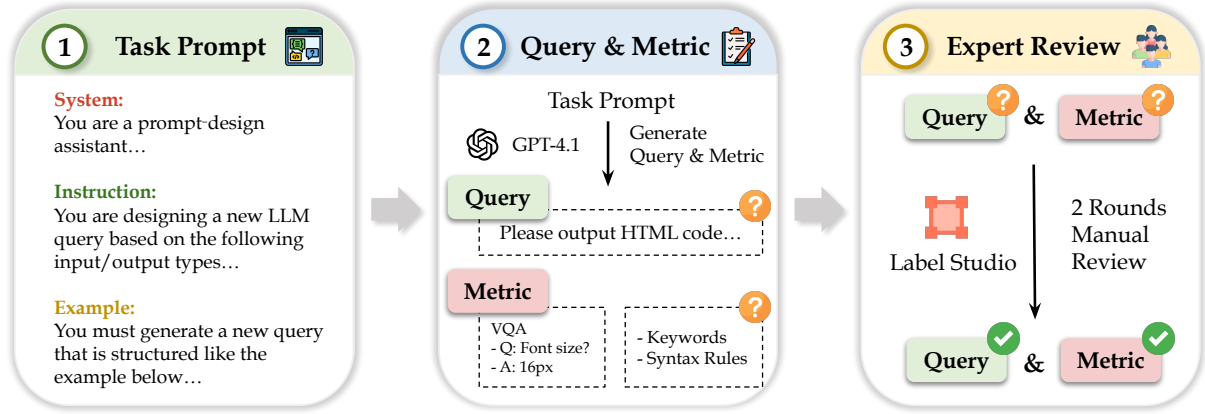 1 Task Prompt
System:
You are a prompt-design
assistant…
Instruction:
You are designing a new LLM
query based on the following
input/output types…
Example:
You must generate a new query
that is structured like the
example below…
2 Query & Metric
Task Prompt
GPT-4.1
Generate
Query & Metric
Query
?
Please output HTML code…
Metric
?
VQA
- Q: Font size?
- A: 16px
- Keywords
- Syntax Rules
3 Expert Review
Query ? & Metric ?
Label Studio
2 Rounds
Manual
Review
Query & Metric